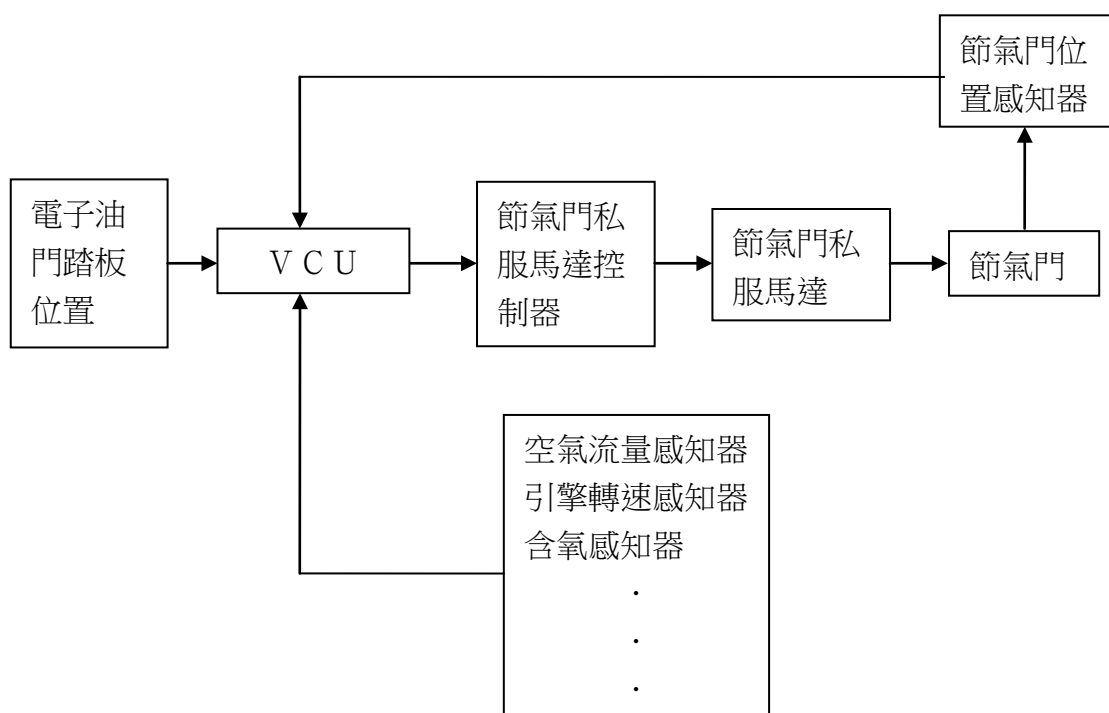 節氣門位
置感知器
電子油
門踏板
位置
ＶＣＵ
節氣門私
服馬達控
制器
節氣門私
服馬達
節氣門
空氣流量感知器
引擎轉速感知器
含氧感知器
．
．
．